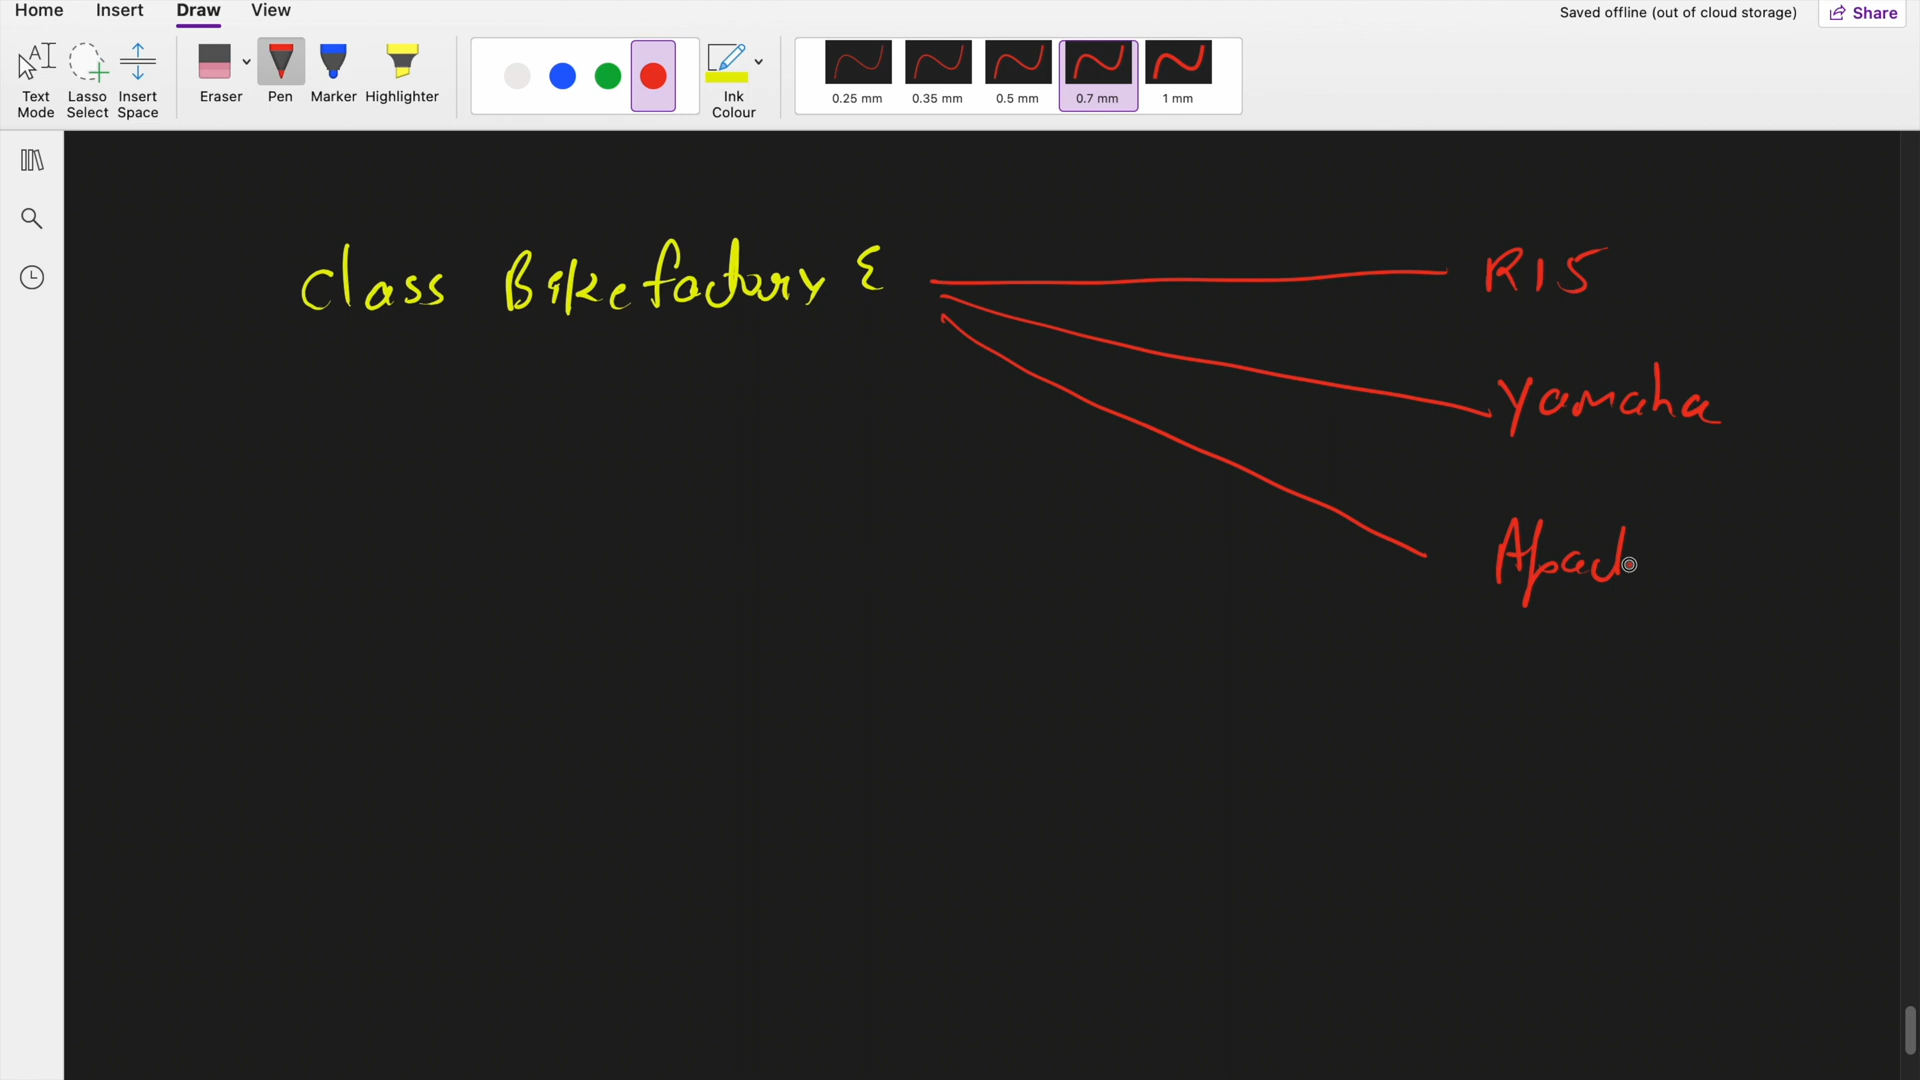 Home Insert Draw View
Saved offline (out of cloud storage) Share
Text Mode
Lasso Select
Insert Space
Eraser
Pen
Marker
Highlighter
Ink Colour
0.25 mm
0.35 mm
0.5 mm
0.7 mm
1 mm
class Bikefactory {
R15
Yamaha